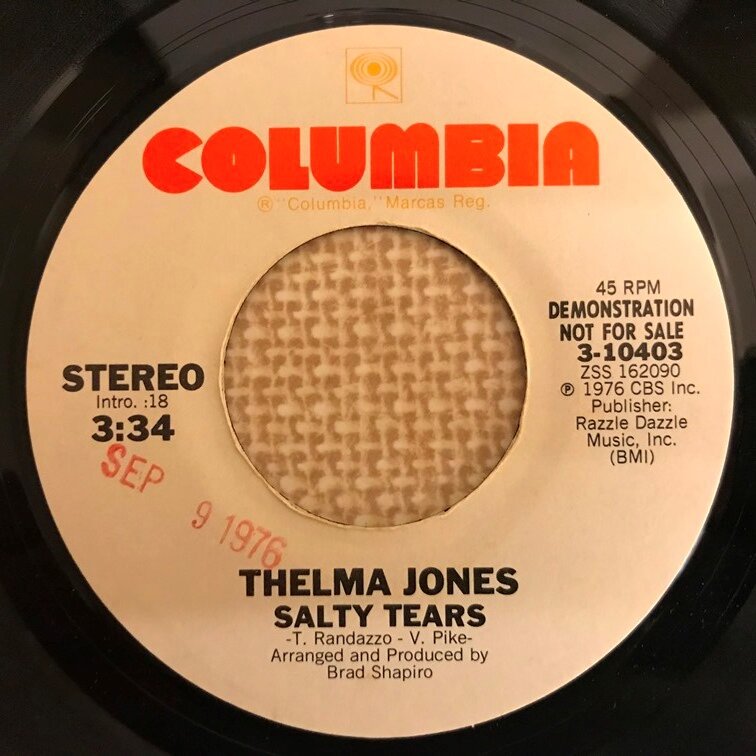 COLUMBIA
® "Columbia," Marcas Reg.
45 RPM
DEMONSTRATION
NOT FOR SALE
3-10403
ZSS 162090
℗ 1976 CBS Inc.
Publisher:
Razzle Dazzle
Music, Inc.
(BMI)
STEREO
Intro. :18
3:34
SEP 9 1976
THELMA JONES
SALTY TEARS
-T. Randazzo - V. Pike-
Arranged and Produced by
Brad Shapiro